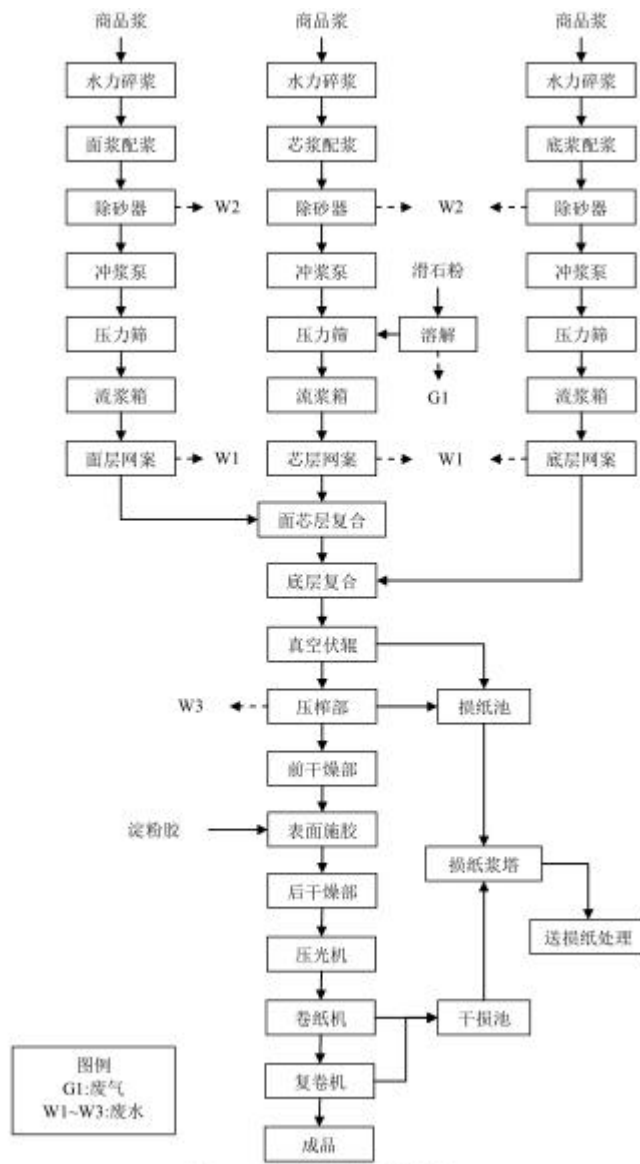 商品浆 商品浆 商品浆
水力碎浆 水力碎浆 水力碎浆
面浆配浆 芯浆配浆 底浆配浆
除砂器 W2 除砂器 W2 除砂器
冲浆泵 冲浆泵 滑石粉 冲浆泵
压力筛 压力筛 溶解 压力筛
流浆箱 流浆箱 G1 流浆箱
面层网案 W1 芯层网案 W1 底层网案
面芯层复合
底层复合
真空伏辊
W3 压榨部 损纸池
前干燥部
淀粉胶 表面施胶
损纸浆塔
后干燥部
送损纸处理
压光机
卷纸机 干损池
图例
G1:废气
W1~W3:废水
复卷机
成品